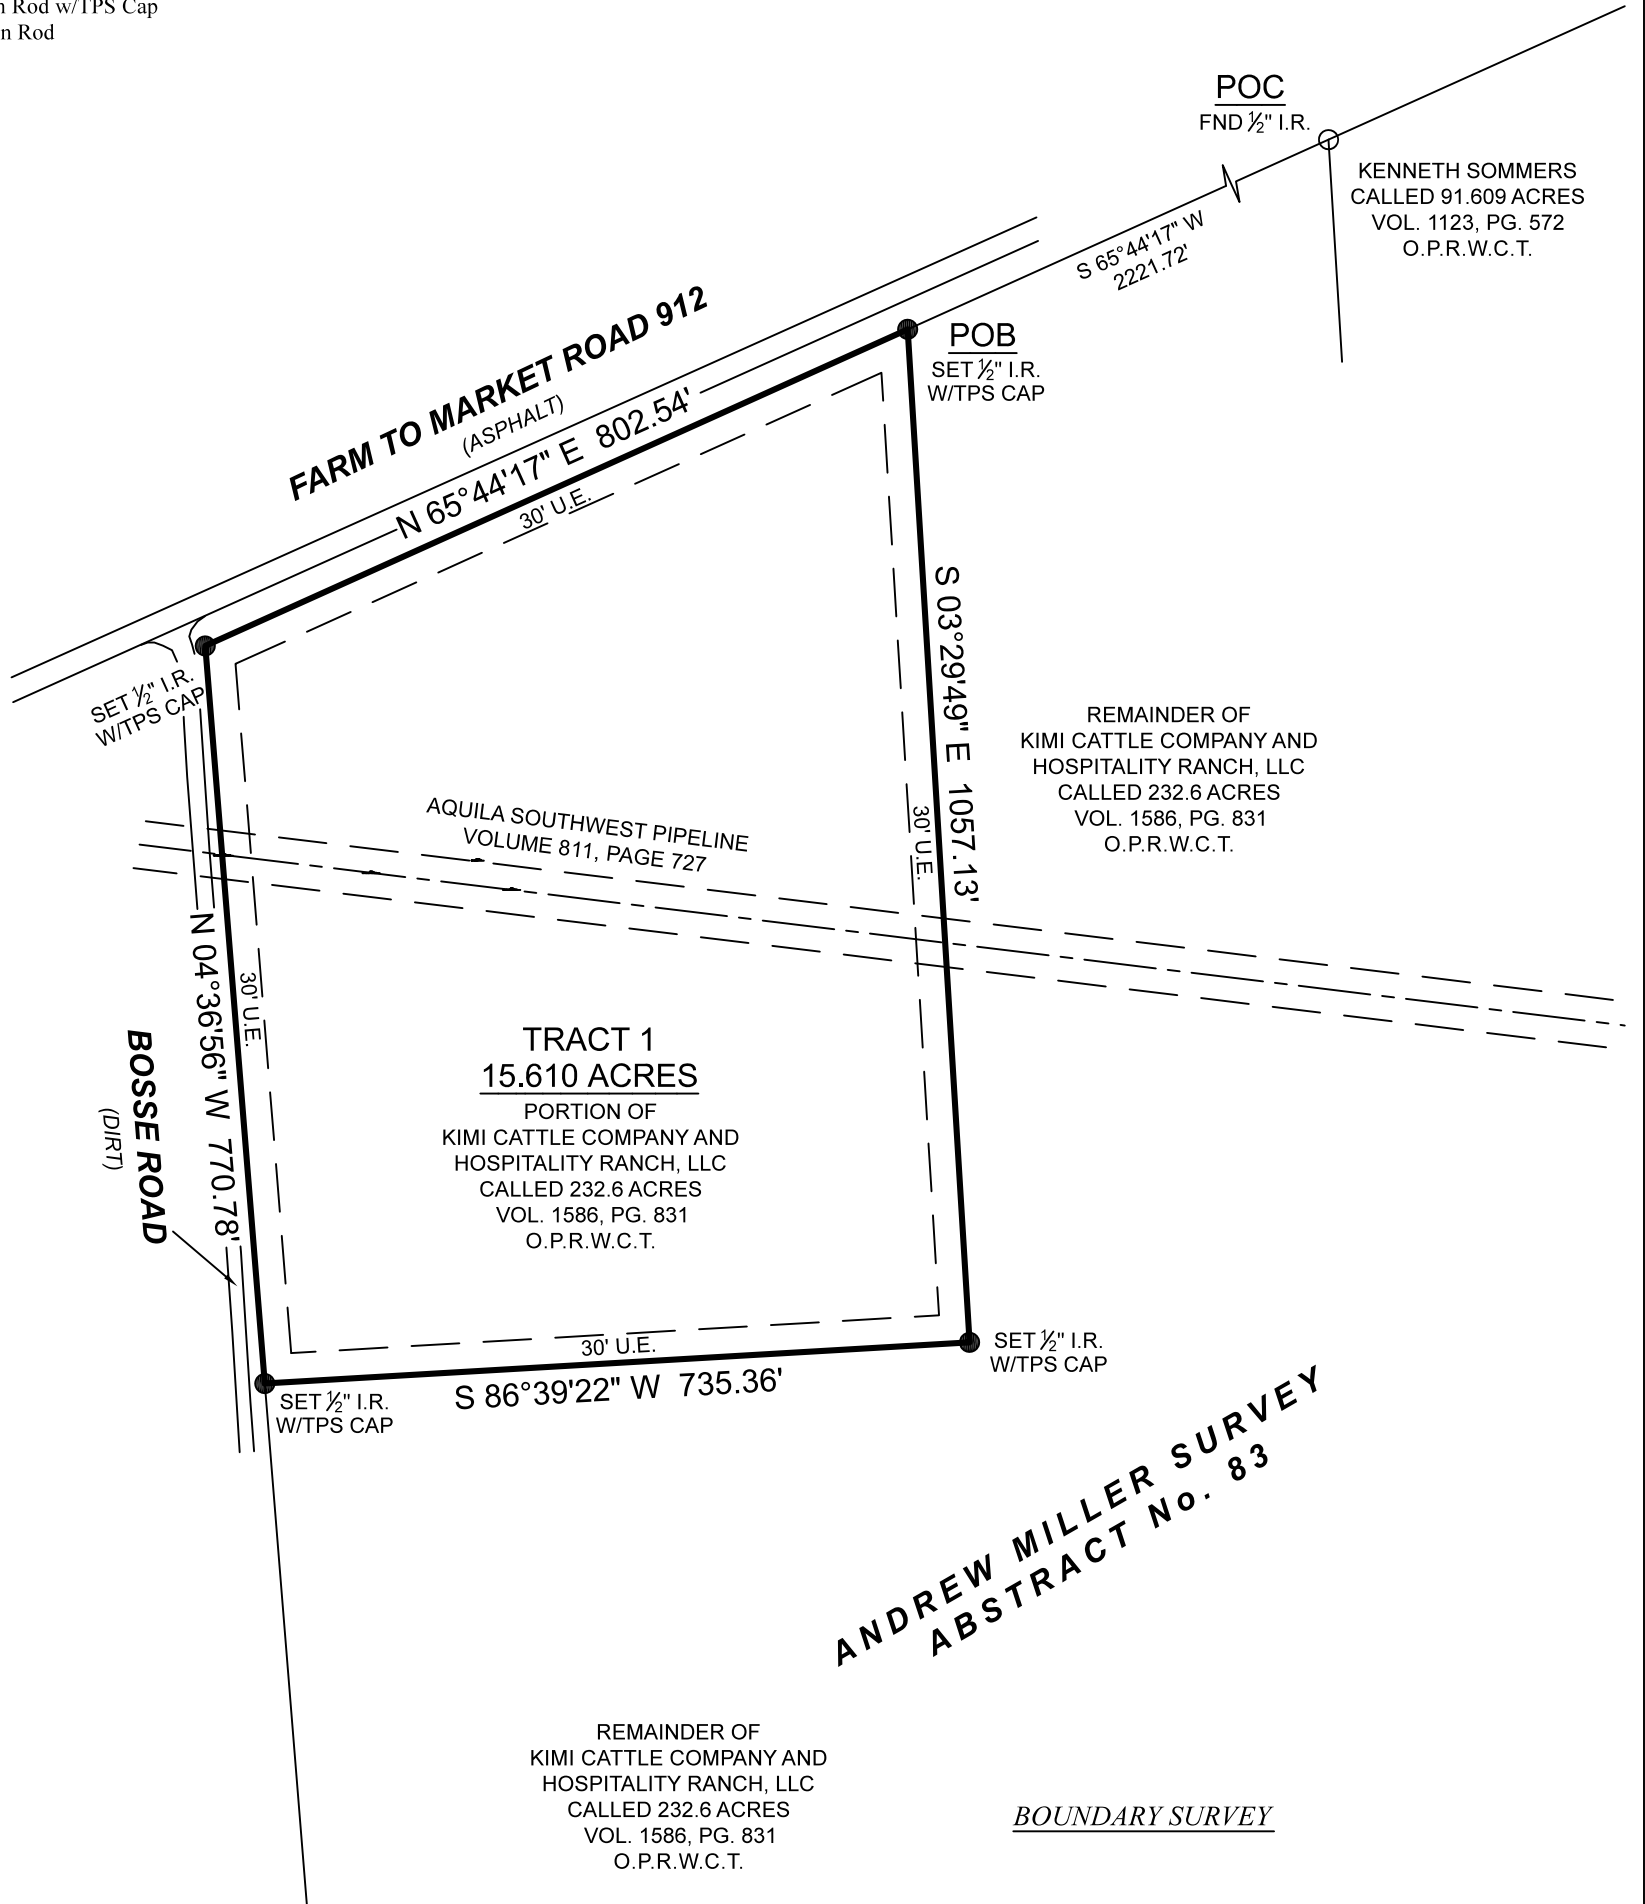 Rod w/TPS Cap
Rod
POC
FND ½" I.R.
KENNETH SOMMERS
CALLED 91.609 ACRES
VOL. 1123, PG. 572
O.P.R.W.C.T.
S 65°44'17" W
2221.72'
FARM TO MARKET ROAD 912
(ASPHALT)
N 65°44'17" E 802.54'
30' U.E.
POB
SET ½" I.R.
W/TPS CAP
SET ½" I.R.
W/TPS CAP
S 03°29'49" E 1057.13'
30' U.E.
REMAINDER OF
KIMI CATTLE COMPANY AND
HOSPITALITY RANCH, LLC
CALLED 232.6 ACRES
VOL. 1586, PG. 831
O.P.R.W.C.T.
AQUILA SOUTHWEST PIPELINE
VOLUME 811, PAGE 727
N 04°36'56" W 770.78'
30' U.E.
BOSSE ROAD
(DIRT)
TRACT 1
15.610 ACRES
PORTION OF
KIMI CATTLE COMPANY AND
HOSPITALITY RANCH, LLC
CALLED 232.6 ACRES
VOL. 1586, PG. 831
O.P.R.W.C.T.
30' U.E.
S 86°39'22" W 735.36'
SET ½" I.R.
W/TPS CAP
SET ½" I.R.
W/TPS CAP
ANDREW MILLER SURVEY
ABSTRACT No. 83
REMAINDER OF
KIMI CATTLE COMPANY AND
HOSPITALITY RANCH, LLC
CALLED 232.6 ACRES
VOL. 1586, PG. 831
O.P.R.W.C.T.
BOUNDARY SURVEY